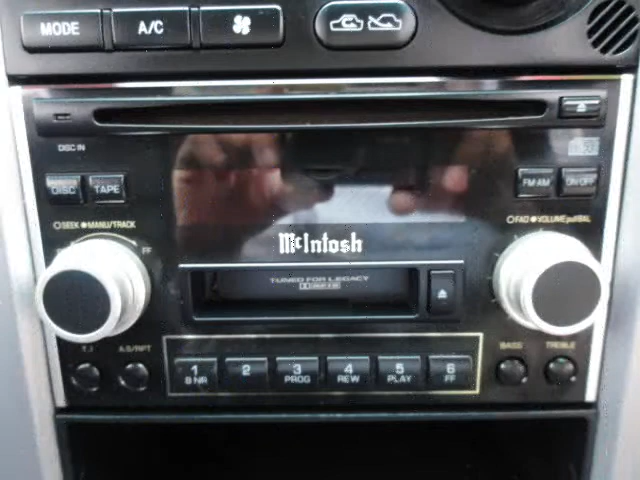 MODE A/C
DISC IN
DISC TAPE FM·AM ON·OFF
SEEK MANU/TRACK
FF
FAD VOLUME pull BAL
McIntosh
TUNED FOR LEGACY
BASS TREBLE
1 2 3 4 5 6
B NR PROG REW PLAY FF